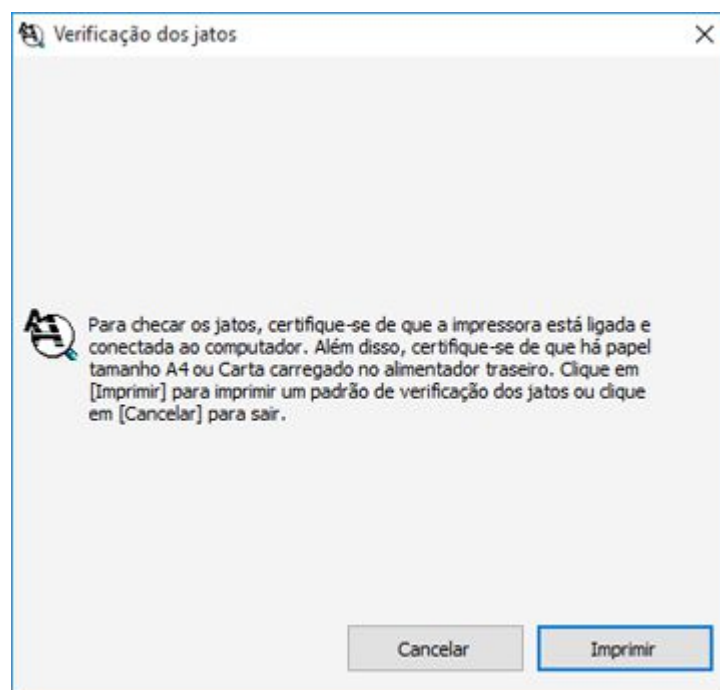 Verificação dos jatos
Para checar os jatos, certifique-se de que a impressora está ligada e
conectada ao computador. Além disso, certifique-se de que há papel
tamanho A4 ou Carta carregado no alimentador traseiro. Clique em
[Imprimir] para imprimir um padrão de verificação dos jatos ou clique
em [Cancelar] para sair.
Cancelar
Imprimir